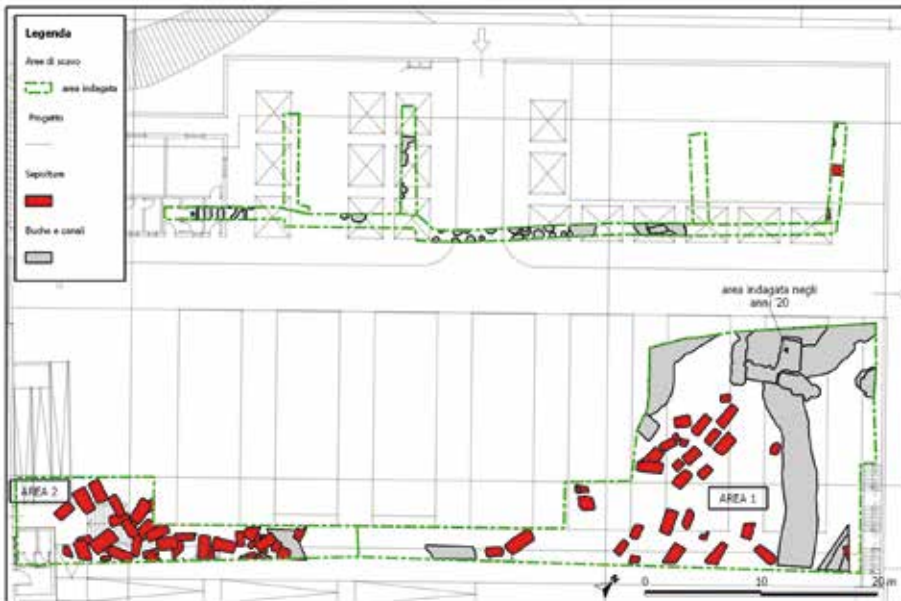 Legenda
Aree di scavo
area indagata
Progetto
Sepolture
Buche e canali
area indagata negli
anni '20
AREA 2
AREA 1
0 10 20 m